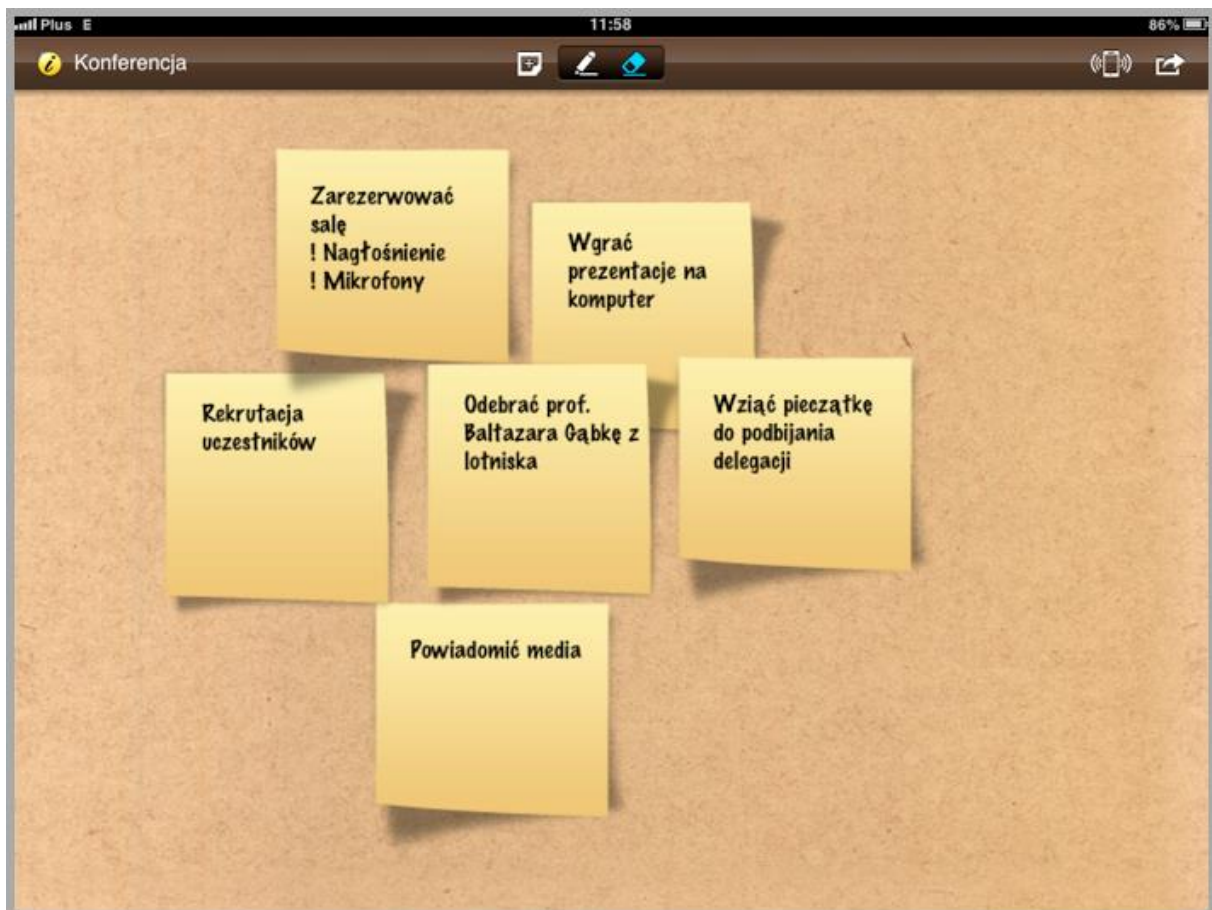 Plus E
11:58
86%
Konferencja
Zarezerwować
salę
! Nagłośnienie
! Mikrofony
Wgrać
prezentacje na
komputer
Rekrutacja
uczestników
Odebrać prof.
Baltazara Gąbkę z
lotniska
Wziąć pieczątkę
do podbijania
delegacji
Powiadomić media